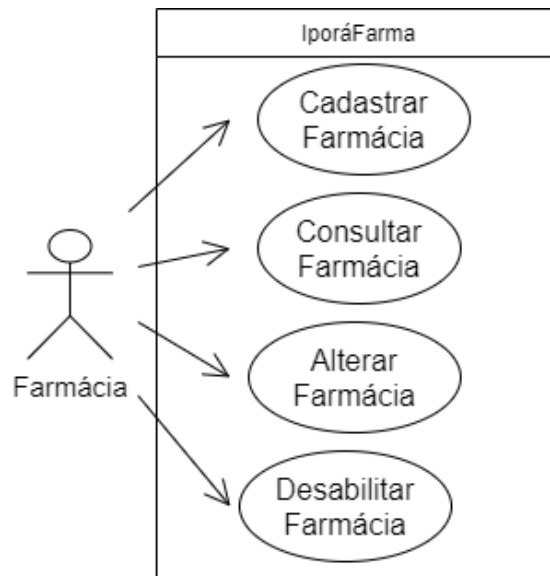 IporáFarma
Cadastrar
Farmácia
Consultar
Farmácia
Alterar
Farmácia
Farmácia
Desabilitar
Farmácia